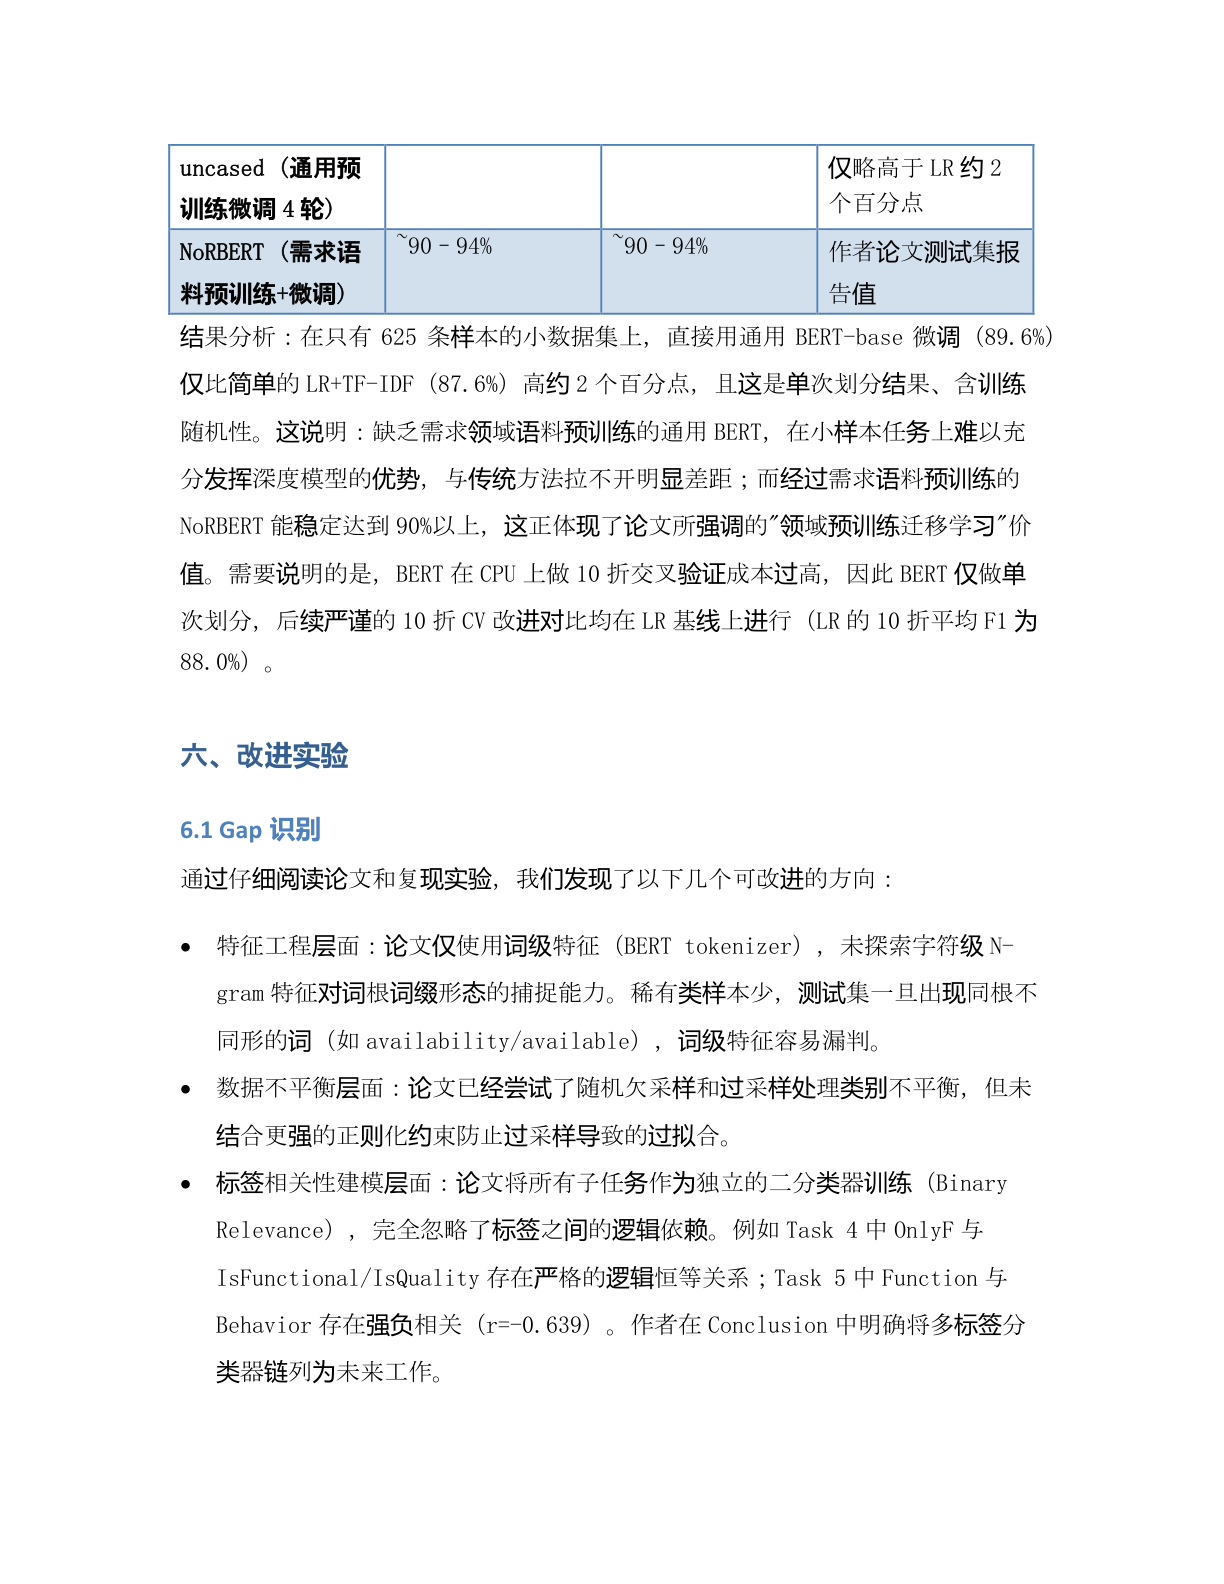 uncased（通用预
训练微调 4 轮）
仅略高于 LR 约 2
个百分点
NoRBERT（需求语
料预训练+微调）
~90–94%
~90–94%
作者论文测试集报
告值
结果分析：在只有 625 条样本的小数据集上，直接用通用 BERT-base 微调（89.6%）
仅比简单的 LR+TF-IDF（87.6%）高约 2 个百分点，且这是单次划分结果、含训练
随机性。这说明：缺乏需求领域语料预训练的通用 BERT，在小样本任务上难以充
分发挥深度模型的优势，与传统方法拉不开明显差距；而经过需求语料预训练的
NoRBERT 能稳定达到 90%以上，这正体现了论文所强调的"领域预训练迁移学习"价
值。需要说明的是，BERT 在 CPU 上做 10 折交叉验证成本过高，因此 BERT 仅做单
次划分，后续严谨的 10 折 CV 改进对比均在 LR 基线上进行（LR 的 10 折平均 F1 为
88.0%）。
六、改进实验
6.1 Gap 识别
通过仔细阅读论文和复现实验，我们发现了以下几个可改进的方向：
• 特征工程层面：论文仅使用词级特征（BERT tokenizer），未探索字符级 N-
gram 特征对词根词缀形态的捕捉能力。稀有类样本少，测试集一旦出现同根不
同形的词（如 availability/available），词级特征容易漏判。
• 数据不平衡层面：论文已经尝试了随机欠采样和过采样处理类别不平衡，但未
结合更强的正则化约束防止过采样导致的过拟合。
• 标签相关性建模层面：论文将所有子任务作为独立的二分类器训练（Binary
Relevance），完全忽略了标签之间的逻辑依赖。例如 Task 4 中 OnlyF 与
IsFunctional/IsQuality 存在严格的逻辑恒等关系；Task 5 中 Function 与
Behavior 存在强负相关（r=-0.639）。作者在 Conclusion 中明确将多标签分
类器链列为未来工作。